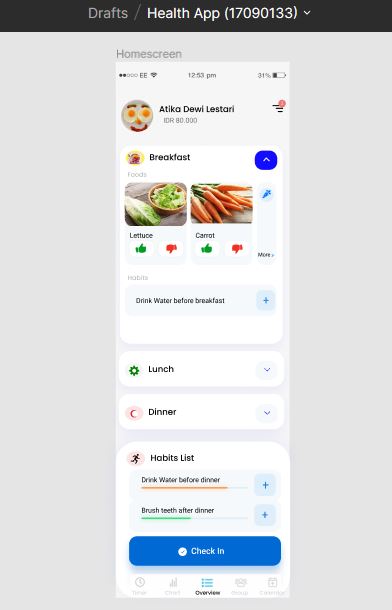 Drafts / Health App (17090133)
Homescreen
EE 12:53 pm 31%
Atika Dewi Lestari
IDR 80.000
Breakfast
Foods
Lettuce Carrot
More >
Habits
Drink Water before breakfast +
Lunch
Dinner
Habits List
Drink Water before dinner +
Brush teeth after dinner +
Check In
Timer Chart Overview Group Calendar